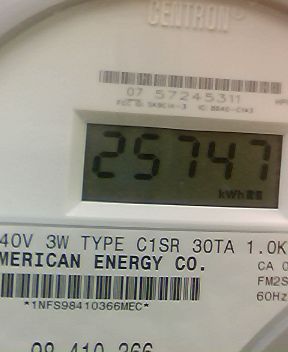 CENTRON
07 57245311
25747
kWh
40V 3W TYPE C1SR 30TA 1.0K
MERICAN ENERGY CO.
CA 0
FM2S
60Hz
*1NFS98410366MEC*
98 410 366